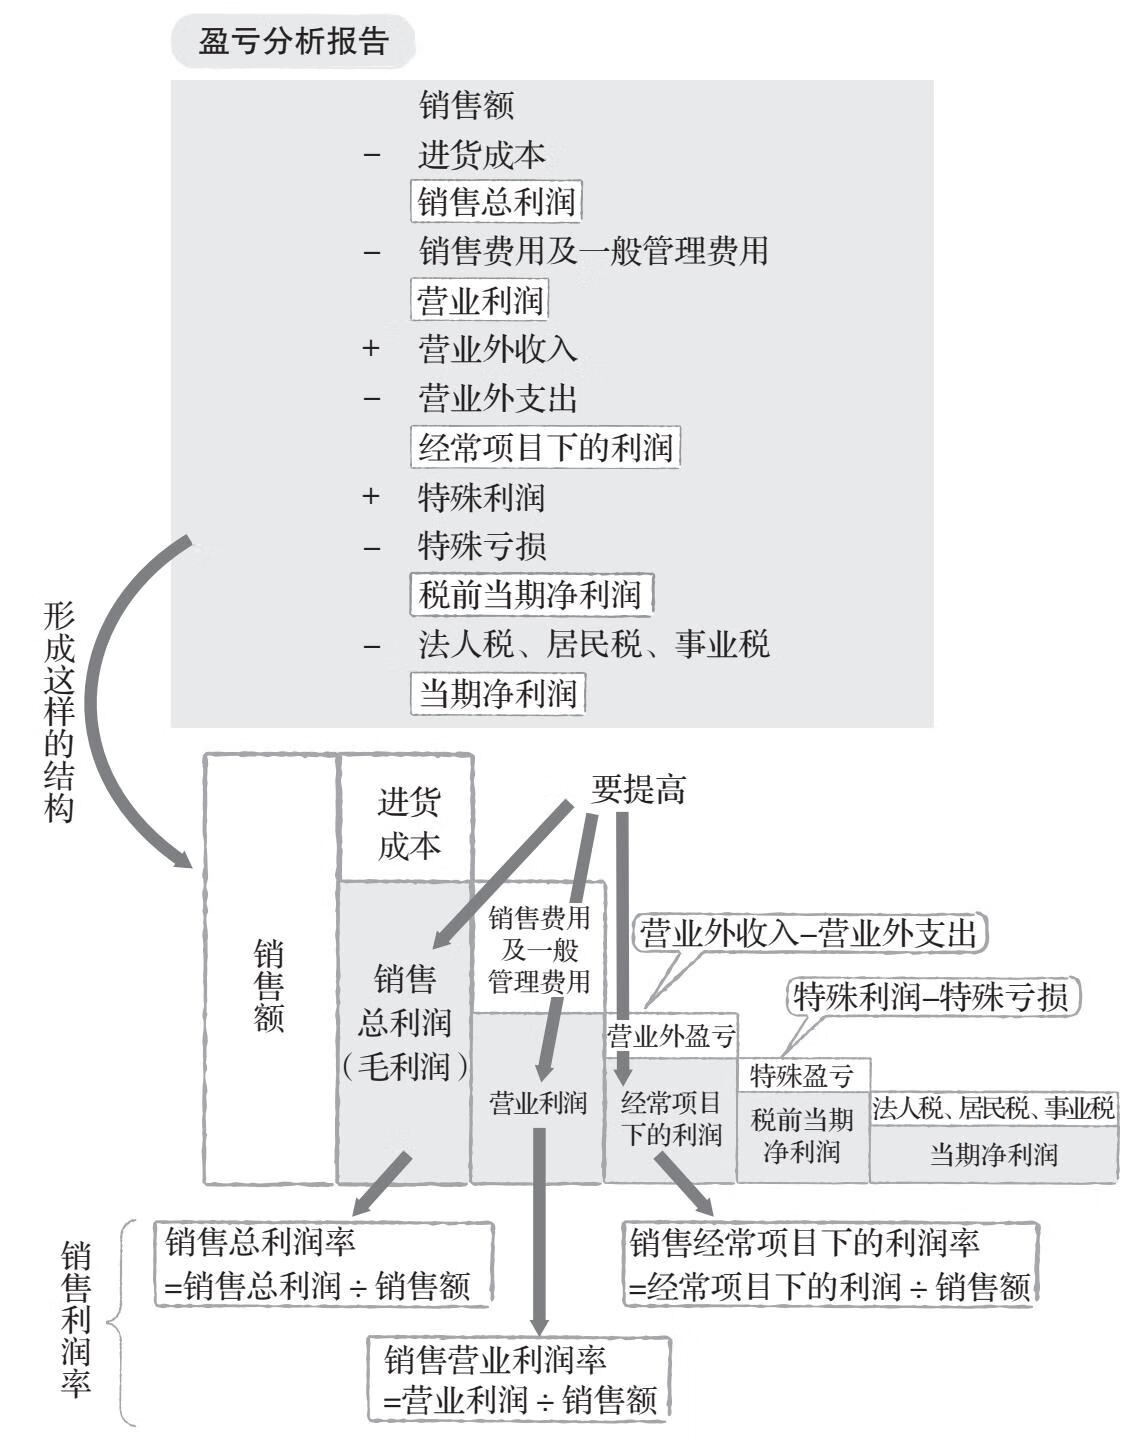 盈亏分析报告
销售额
– 进货成本
销售总利润
– 销售费用及一般管理费用
营业利润
+ 营业外收入
– 营业外支出
经常项目下的利润
+ 特殊利润
– 特殊亏损
税前当期净利润
– 法人税、居民税、事业税
当期净利润
形成这样的结构
要提高
销售额
进货
成本
销售
总利润
（毛利润）
销售费用
及一般
管理费用
营业利润
营业外收入–营业外支出
营业外盈亏
经常项目
下的利润
特殊利润–特殊亏损
特殊盈亏
税前当期
净利润
法人税、居民税、事业税
当期净利润
销售利润率
销售总利润率
=销售总利润÷销售额
销售营业利润率
=营业利润÷销售额
销售经常项目下的利润率
=经常项目下的利润÷销售额